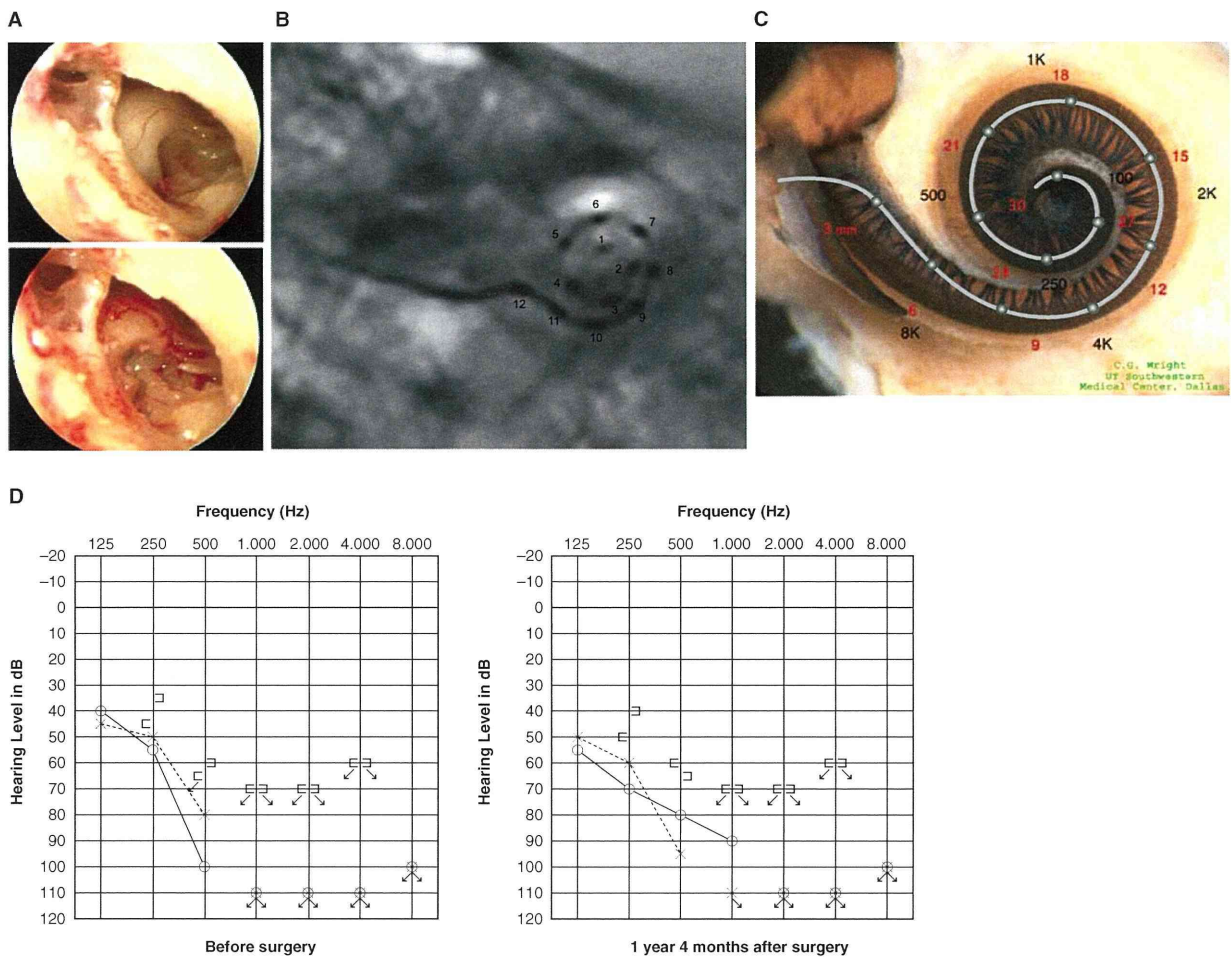 A
B
C
6
7
5
1
2
8
4
3
9
12
11
10
1K
18
21
15
100
500
2K
30
27
3 mm
24
250
12
6
8K
9
4K
C.G. Wright
UT Southwestern
Medical Center, Dallas
D
Frequency (Hz)
125 250 500 1.000 2.000 4.000 8.000
Hearing Level in dB
–20
–10
0
10
20
30
40
50
60
70
80
90
100
110
120
Before surgery
Frequency (Hz)
125 250 500 1.000 2.000 4.000 8.000
Hearing Level in dB
–20
–10
0
10
20
30
40
50
60
70
80
90
100
110
120
1 year 4 months after surgery